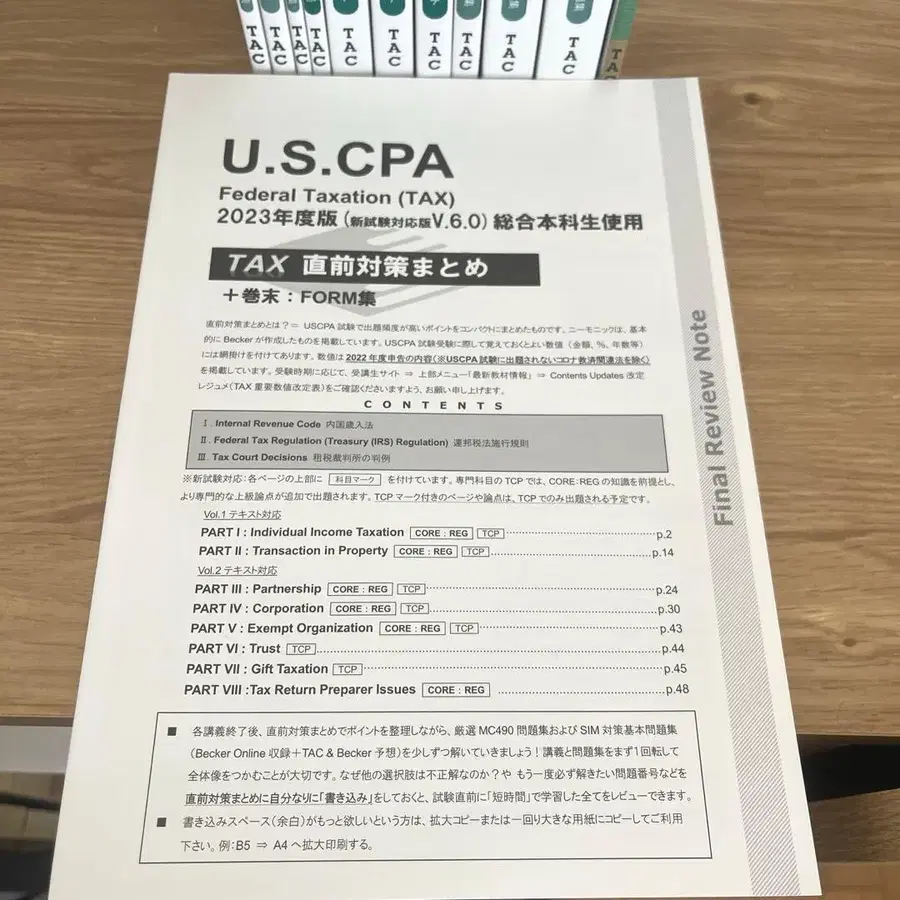 TAC TAC TAC TAC TAC TAC TAC TAC TAC TAC TAC
U.S.CPA
Federal Taxation (TAX)
2023年度版(新試験対応版V.6.0) 総合本科生使用
TAX 直前対策まとめ
+巻末:FORM集
直前対策まとめとは?= USCPA試験で出題頻度が高いポイントをコンパクトにまとめたものです。ニーモニックは、基本
的に Becker が作成したものを掲載しています。USCPA試験受験に際して覚えておくとよい数値(金額、%、年数等)
には網掛けを付けてあります。数値は2022年度申告の内容(※USCPA試験に出題されないコロナ救済関連法を除く)
を掲載しています。受験時期に応じて、受講生サイト ⇒ 上部メニュー「最新教材情報」 ⇒ Contents Updates 改定
レジュメ(TAX 重要数値改定表)をご確認くださいますよう、お願い申し上げます。
CONTENTS
Ⅰ. Internal Revenue Code 内国歳入法
Ⅱ. Federal Tax Regulation (Treasury (IRS) Regulation) 連邦税法施行規則
Ⅲ. Tax Court Decisions 租税裁判所の判例
※新試験対応:各ページの上部に 科目マーク を付けています。専門科目の TCP では、CORE:REG の知識を前提とし、
より専門的な上級論点が追加で出題されます。TCP マーク付きのページや論点は、TCP でのみ出題される予定です。
Vol.1 テキスト対応
PART I : Individual Income Taxation CORE : REG TCP p.2
PART II : Transaction in Property CORE : REG TCP p.14
Vol.2 テキスト対応
PART III : Partnership CORE : REG TCP p.24
PART IV : Corporation CORE : REG TCP p.30
PART V : Exempt Organization CORE : REG TCP p.43
PART VI : Trust TCP p.44
PART VII : Gift Taxation TCP p.45
PART VIII :Tax Return Preparer Issues CORE : REG p.48
■ 各講義終了後、直前対策まとめでポイントを整理しながら、厳選 MC490 問題集および SIM 対策基本問題集
(Becker Online 収録+TAC & Becker 予想)を少しずつ解いていきましょう!講義と問題集をまず1回転して
全体像をつかむことが大切です。なぜ他の選択肢は不正解なのか?や もう一度必ず解きたい問題番号などを
直前対策まとめに自分なりに「書き込み」をしておくと、試験直前に「短時間」で学習した全てをレビューできます。
■ 書き込みスペース(余白)がもっと欲しいという方は、拡大コピーまたは一回り大きな用紙にコピーしてご利用
下さい。例:B5 ⇒ A4 へ拡大印刷する。
Final Review Note